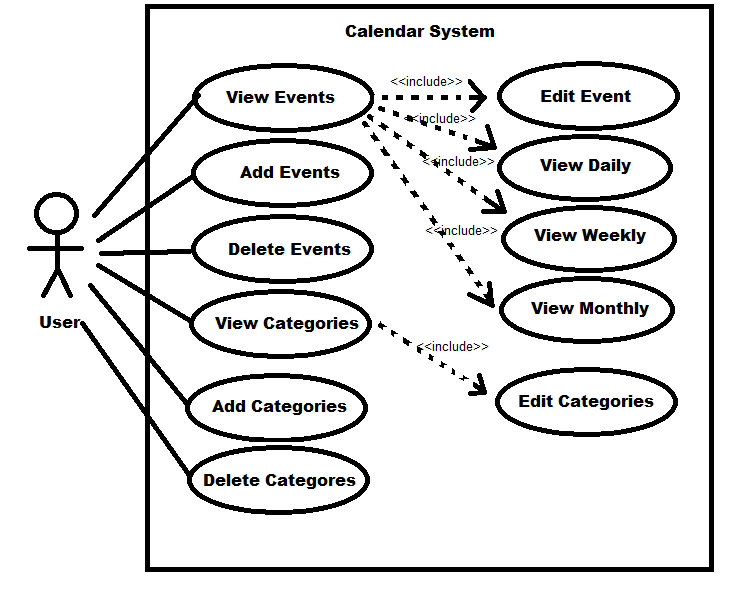 Calendar System
View Events
<<include>>
Edit Event
<<include>>
Add Events
<<include>>
View Daily
Delete Events
<<include>>
View Weekly
User
View Categories
View Monthly
<<include>>
Add Categories
Edit Categories
Delete Categores